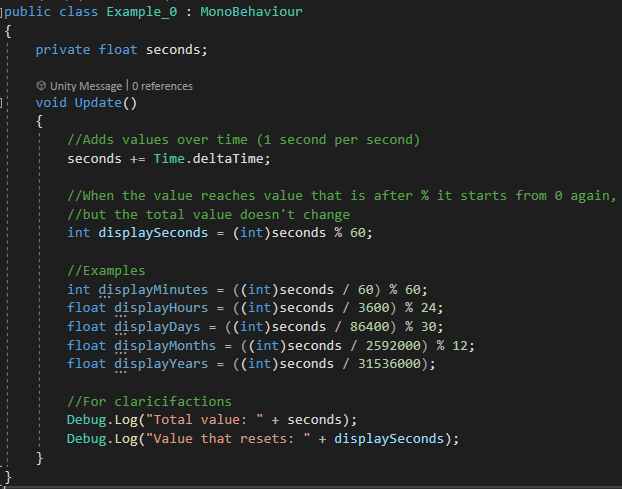 public class Example_0 : MonoBehaviour
{
private float seconds;
Unity Message | 0 references
void Update()
{
//Adds values over time (1 second per second)
seconds += Time.deltaTime;
//When the value reaches value that is after % it starts from 0 again,
//but the total value doesn't change
int displaySeconds = (int)seconds % 60;
//Examples
int displayMinutes = ((int)seconds / 60) % 60;
float displayHours = ((int)seconds / 3600) % 24;
float displayDays = ((int)seconds / 86400) % 30;
float displayMonths = ((int)seconds / 2592000) % 12;
float displayYears = ((int)seconds / 31536000);
//For claricifactions
Debug.Log("Total value: " + seconds);
Debug.Log("Value that resets: " + displaySeconds);
}
}